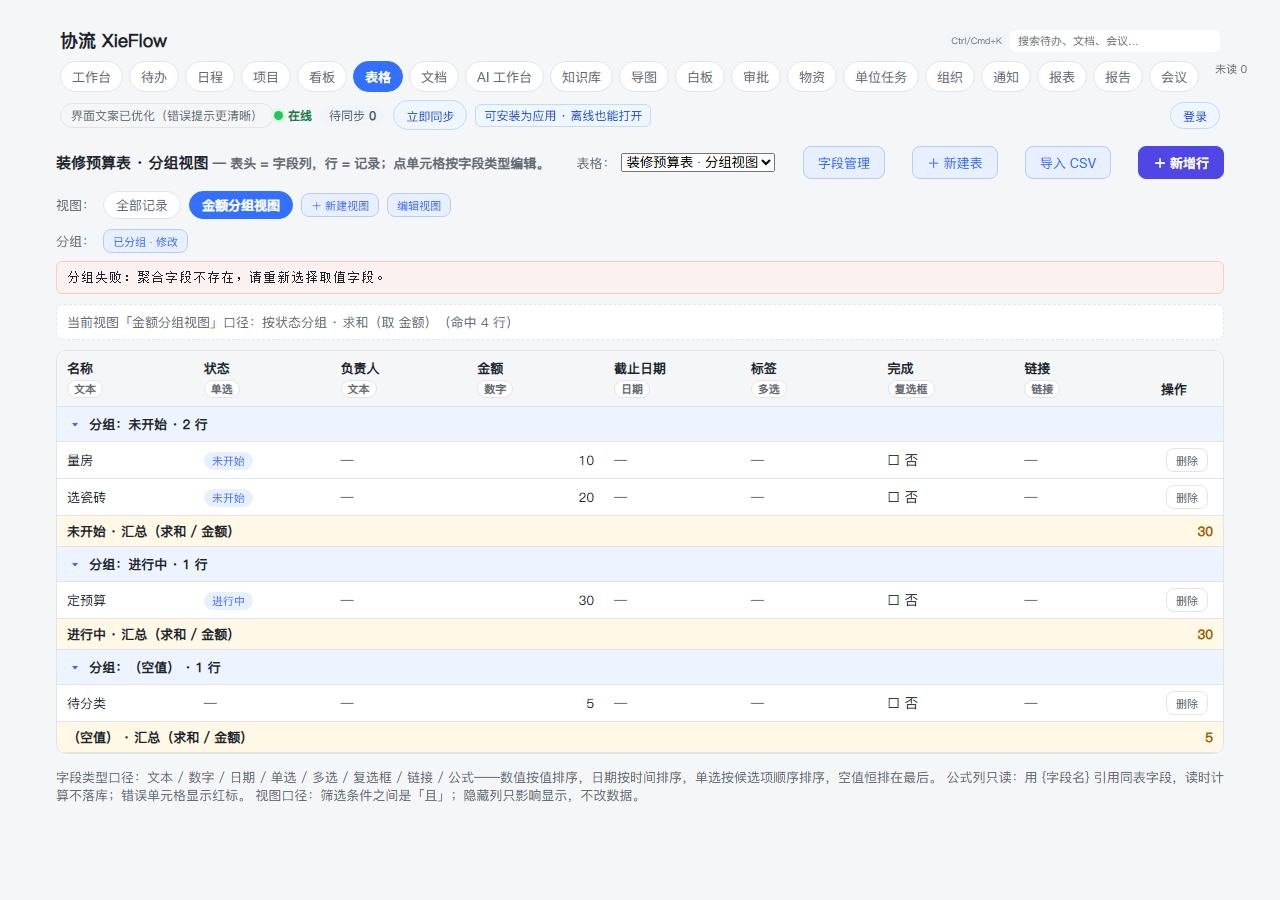 协流 XieFlow
Ctrl/Cmd+K 搜索待办、文档、会议...
工作台 待办 日程 项目 看板 表格 文档 AI 工作台 知识库 导图 白板 审批 物资 单位任务 组织 通知 报表 报告 会议 未读 0
界面文案已优化（错误提示更清晰） 在线 待同步 0 立即同步 可安装为应用 · 离线也能打开 登录
装修预算表 · 分组视图 — 表头 = 字段列，行 = 记录；点单元格按字段类型编辑。 表格： 装修预算表 · 分组视图 字段管理 ＋ 新建表 导入 CSV ＋ 新增行
视图： 全部记录 金额分组视图 ＋ 新建视图 编辑视图
分组： 已分组 · 修改
分组失败：聚合字段不存在，请重新选择取值字段。
当前视图「金额分组视图」口径：按状态分组 · 求和（取 金额）（命中 4 行）
名称 状态 负责人 金额 截止日期 标签 完成 链接
文本 单选 文本 数字 日期 多选 复选框 链接 操作
分组：未开始 · 2 行
量房 未开始 — 10 — — ☐ 否 — 删除
选瓷砖 未开始 — 20 — — ☐ 否 — 删除
未开始 · 汇总（求和 / 金额） 30
分组：进行中 · 1 行
定预算 进行中 — 30 — — ☐ 否 — 删除
进行中 · 汇总（求和 / 金额） 30
分组：（空值） · 1 行
待分类 — — 5 — — ☐ 否 — 删除
（空值） · 汇总（求和 / 金额） 5
字段类型口径：文本 / 数字 / 日期 / 单选 / 多选 / 复选框 / 链接 / 公式——数值按值排序，日期按时间排序，单选按候选项顺序排序，空值恒排在最后。 公式列只读：用 {字段名} 引用同表字段，读时计
算不落库；错误单元格显示红标。 视图口径：筛选条件之间是「且」；隐藏列只影响显示，不改数据。